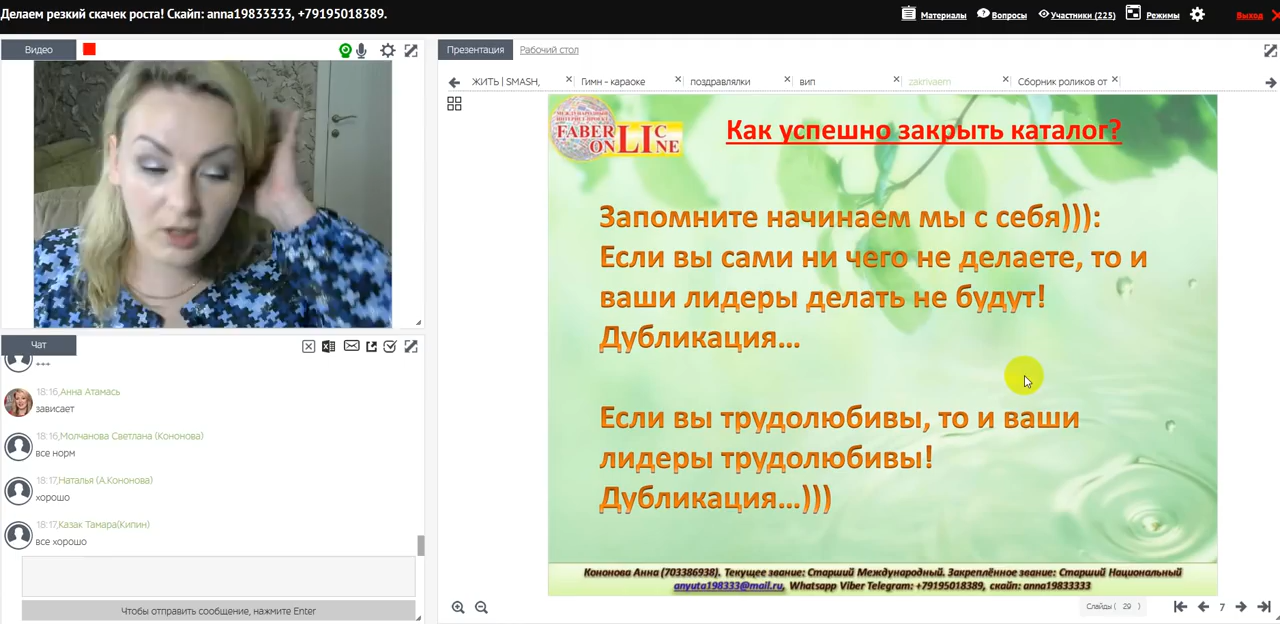 Делаем резкий скачек роста! Скайп: anna19833333, +79195018389.
Материалы Вопросы Участники (225) Режимы Выход
Видео
Презентация Рабочий стол
ЖИТЬ | SMASH, Гимн - караоке поздравлялки вип zakrivaem Сборник роликов от
МЕЖДУНАРОДНЫЙ
ИНТЕРНЕТ-ПРОЕКТ
FABERLIC
ONLINE
Как успешно закрыть каталог?
Запомните начинаем мы с себя))):
Если вы сами ни чего не делаете, то и
ваши лидеры делать не будут!
Дубликация...
Если вы трудолюбивы, то и ваши
лидеры трудолюбивы!
Дубликация...)))
Кононова Анна (703386938). Текущее звание: Старший Международный. Закреплённое звание: Старший Национальный
anyuta198333@mail.ru, Whatsapp Viber Telegram: +79195018389, скайп: anna19833333
Слайды ( 29 ) 7
Чат
+++
18:16,Анна Атамась
зависает
18:16,Молчанова Светлана (Кононова)
все норм
18:17,Наталья (А.Кононова)
хорошо
18:17,Казак Тамара(Кипин)
все хорошо
Чтобы отправить сообщение, нажмите Enter